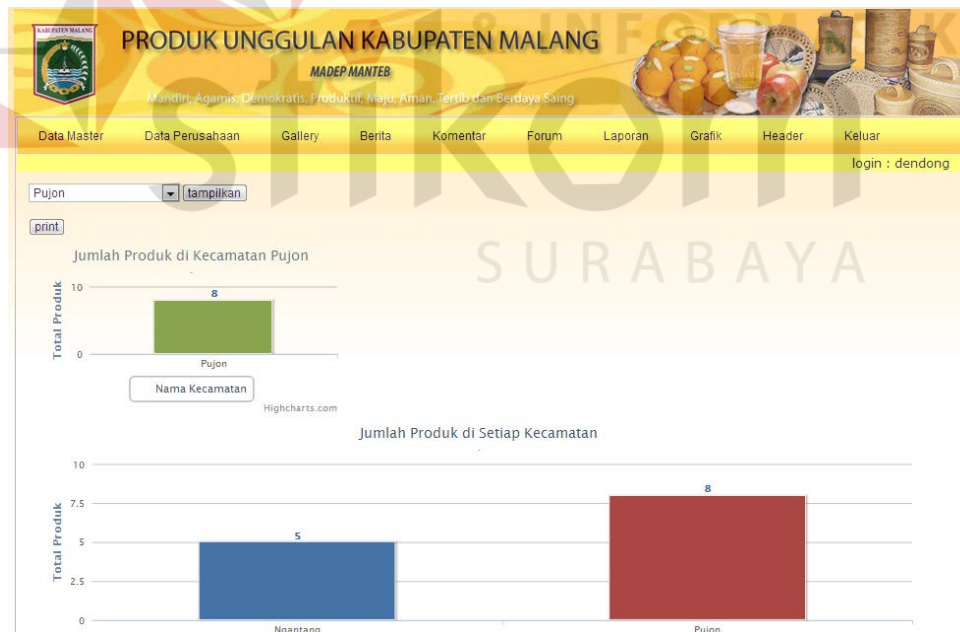 & INFORMATIKA
KABUPATEN MALANG
PRODUK UNGGULAN KABUPATEN MALANG
MADEP MANTEB
Mandiri, Agamis, Demokratis, Produktif, Maju, Aman, Tertib dan Berdaya Saing
Data Master Data Perusahaan Gallery Berita Komentar Forum Laporan Grafik Header Keluar
login : dendong
stikom
SURABAYA
Pujon tampilkan
print
Jumlah Produk di Kecamatan Pujon
10
8
Total Produk
0
Pujon
Nama Kecamatan
Highcharts.com
Jumlah Produk di Setiap Kecamatan
10
8
7.5
5
5
Total Produk
2.5
0
Ngantang Pujon